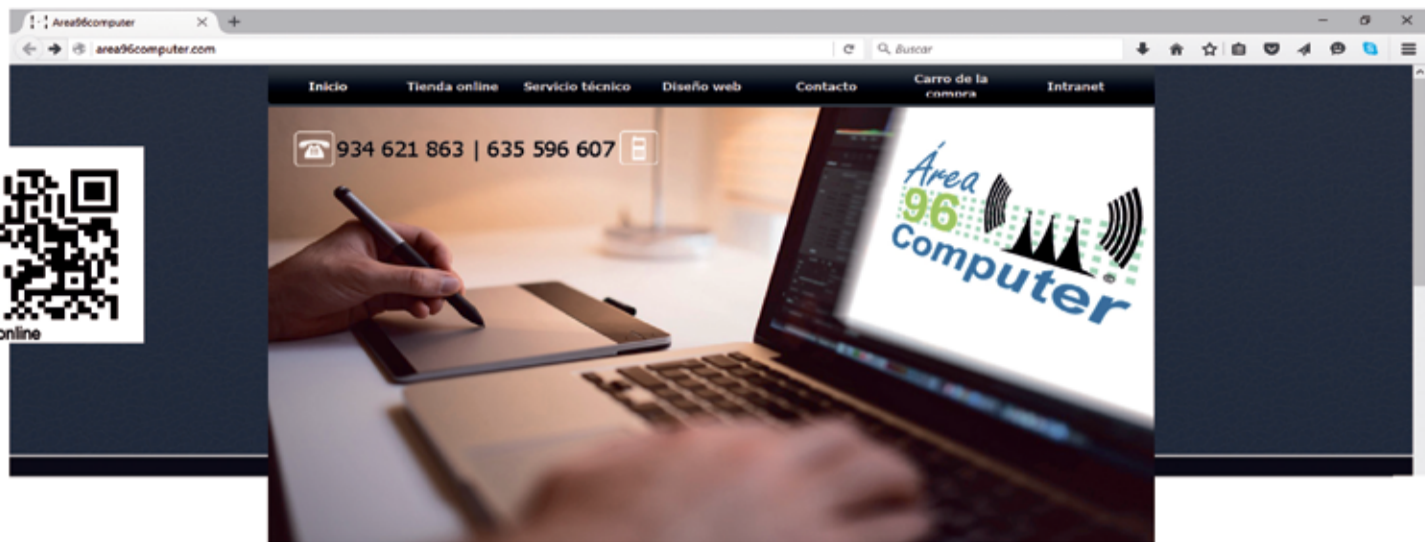 Area96computer
area96computer.com
Buscar
Inicio Tienda online Servicio técnico Diseño web Contacto Carro de la compra Intranet
934 621 863 | 635 596 607
Área
96
Computer
online